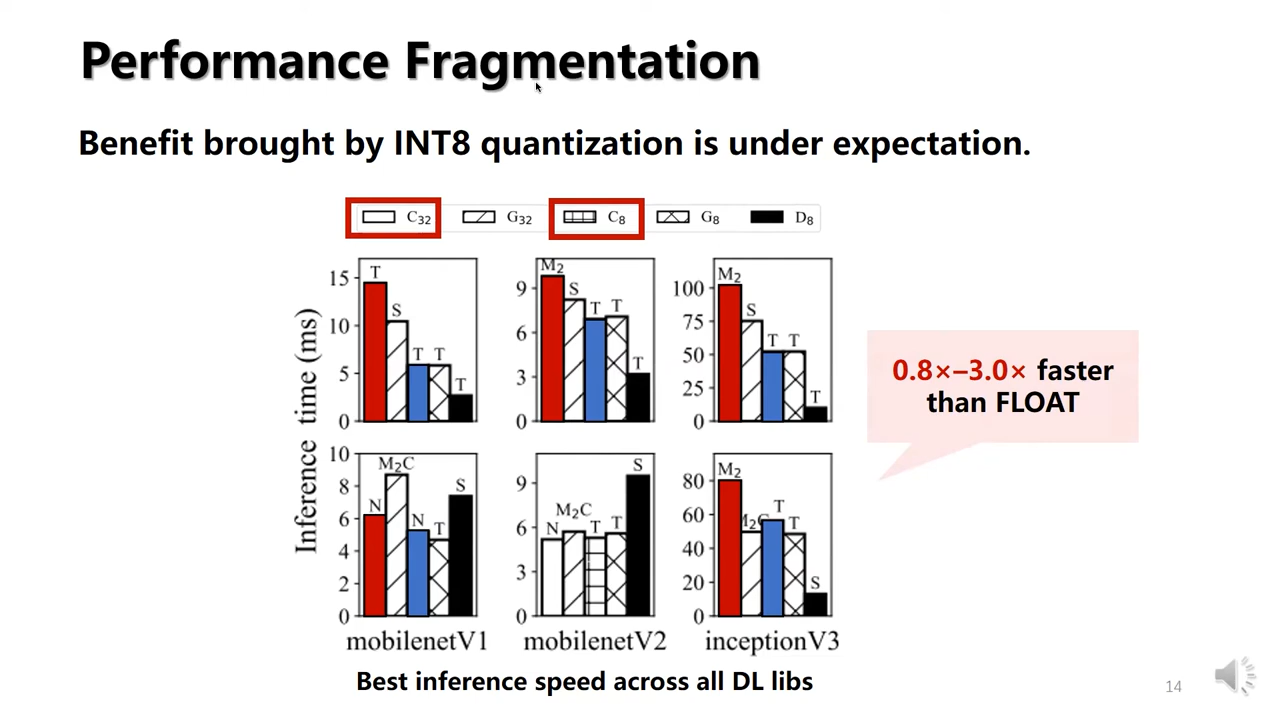 Performance Fragmentation
Benefit brought by INT8 quantization is under expectation.
C32 G32 C8 G8 D8
Inference time (ms)
15
10
5
0
T S T T T
9
6
3
0
M2 S T T T
100
75
50
25
0
M2 S T T T
0.8×–3.0× faster
than FLOAT
10
8
6
4
2
0
N M2C N T S
9
6
3
0
N M2C T T S
80
60
40
20
0
M2 M2C T T S
mobilenetV1 mobilenetV2 inceptionV3
Best inference speed across all DL libs
14